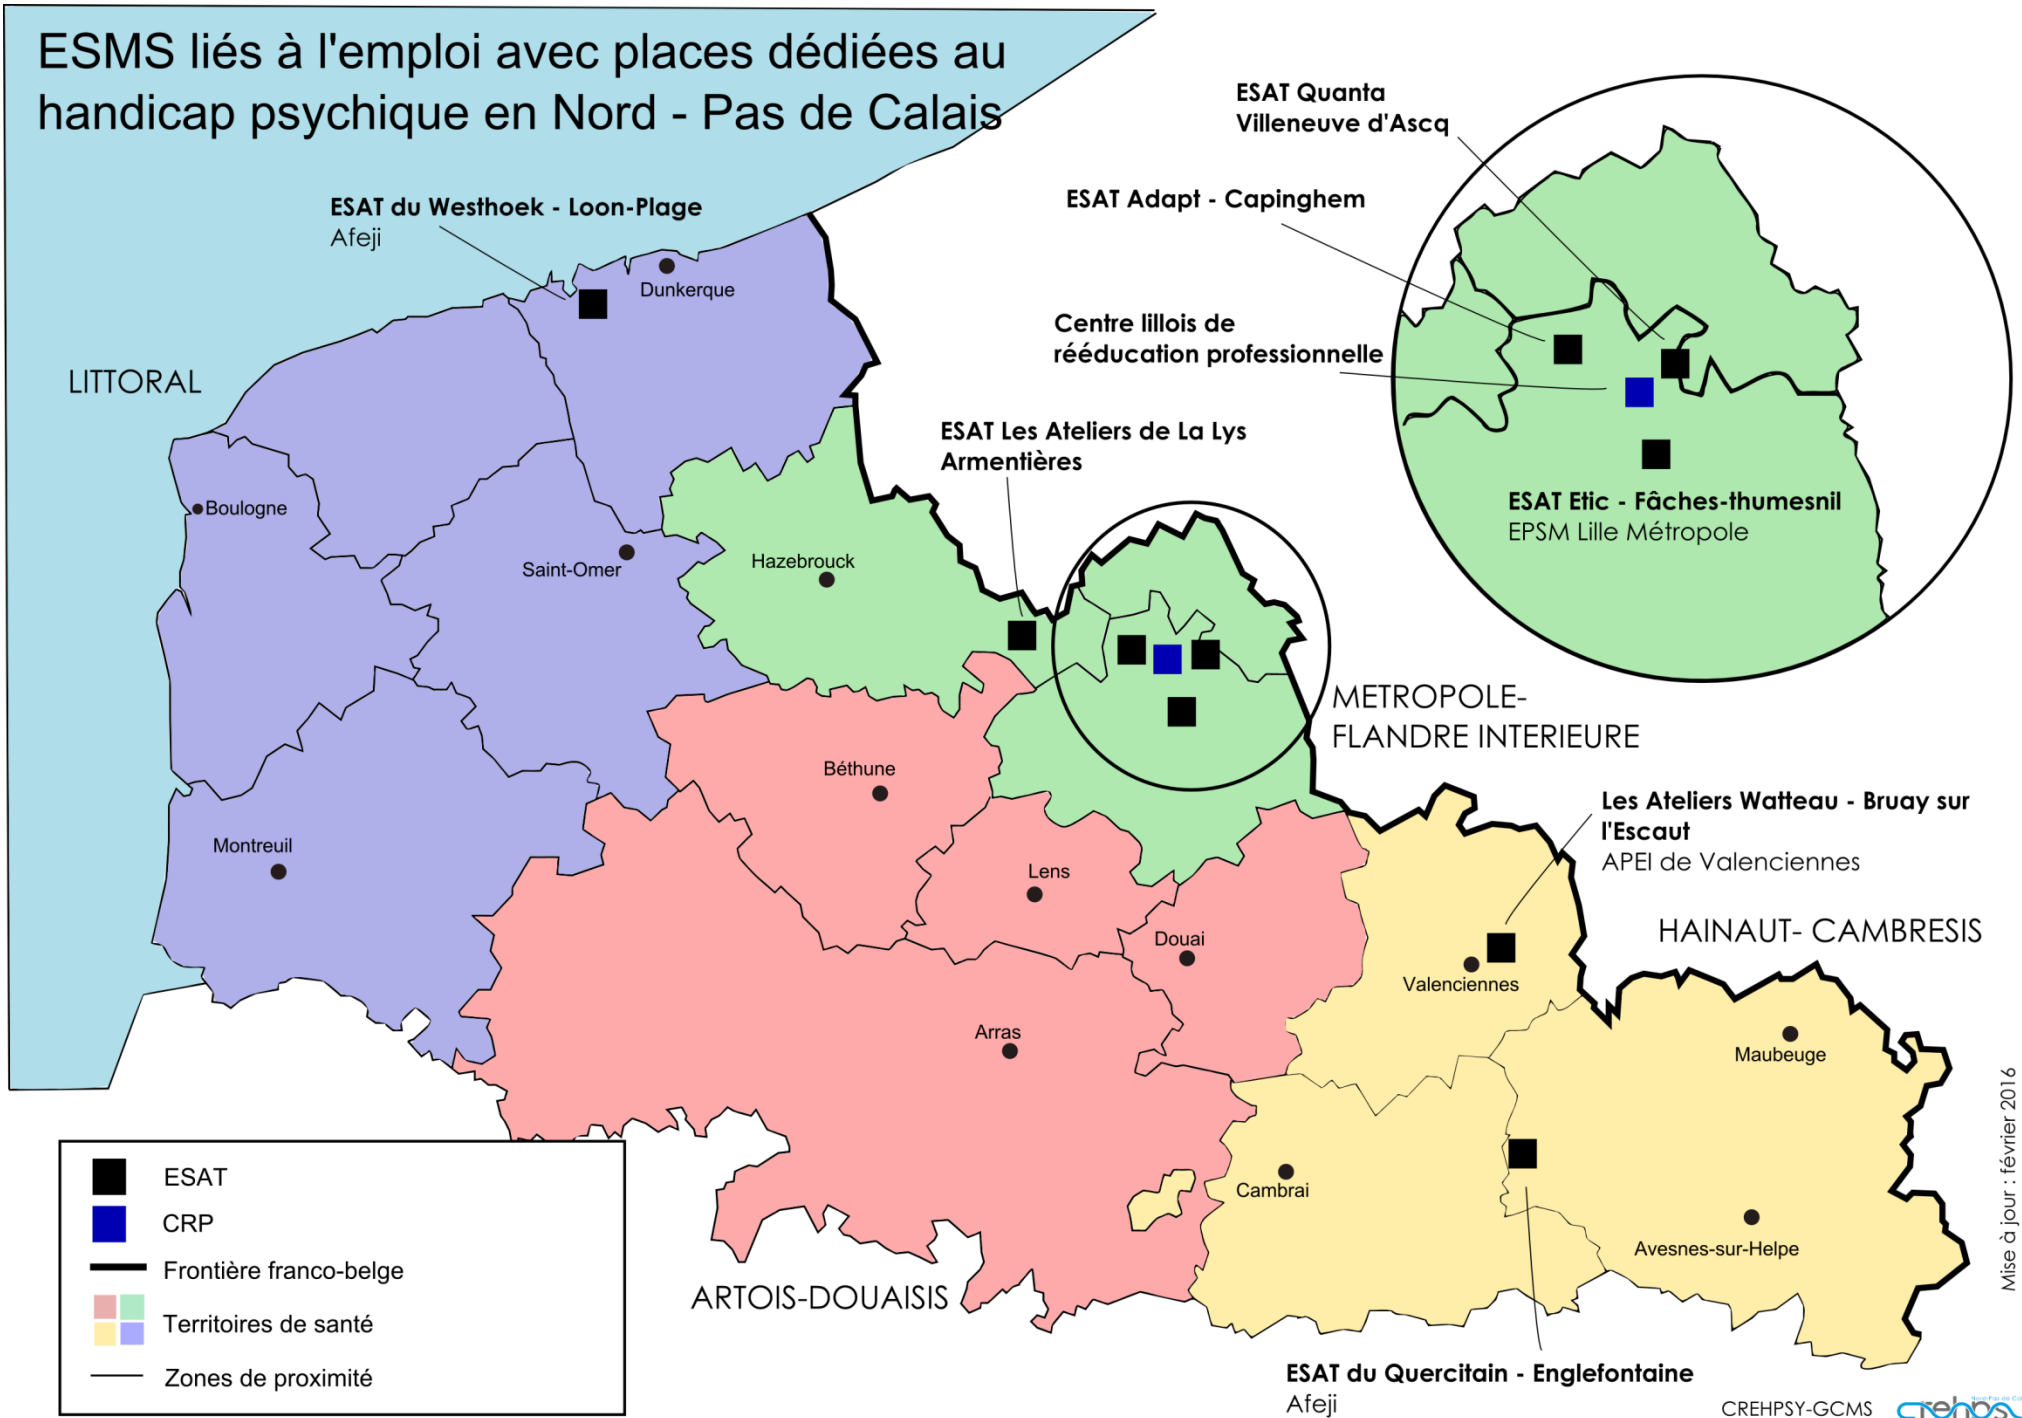 ESMS liés à l'emploi avec places dédiées au
handicap psychique en Nord - Pas de Calais
ESAT Quanta
Villeneuve d'Ascq
ESAT Adapt - Capinghem
ESAT du Westhoek - Loon-Plage
Afeji
Dunkerque
Centre lillois de
rééducation professionnelle
LITTORAL
ESAT Les Ateliers de La Lys
Armentières
ESAT Etic - Fâches-thumesnil
EPSM Lille Métropole
Boulogne
Saint-Omer
Hazebrouck
METROPOLE-
FLANDRE INTERIEURE
Béthune
Les Ateliers Watteau - Bruay sur
l'Escaut
APEI de Valenciennes
Montreuil
Lens
Douai
HAINAUT- CAMBRESIS
Valenciennes
Arras
Maubeuge
Cambrai
Avesnes-sur-Helpe
Mise à jour : février 2016
ESAT
CRP
Frontière franco-belge
Territoires de santé
Zones de proximité
ARTOIS-DOUAISIS
ESAT du Quercitain - Englefontaine
Afeji
CREHPSY-GCMS